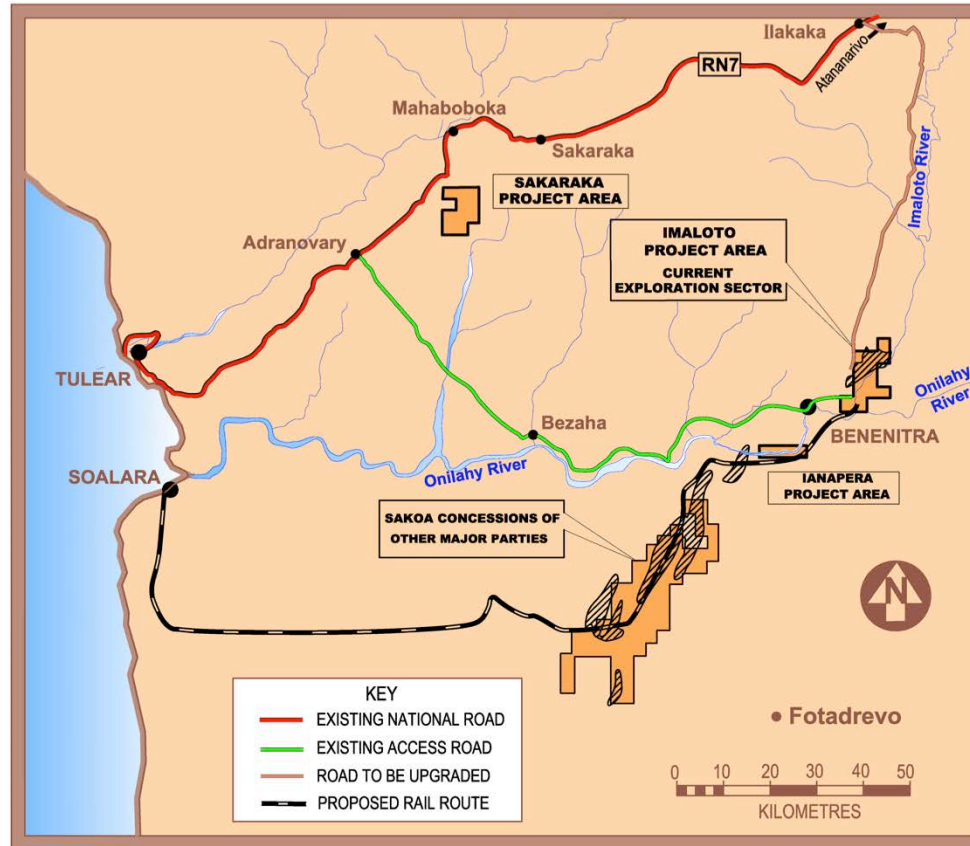 Ilakaka
Atananarivo
RN7
Mahaboboka
Sakaraka
Imaloto River
SAKARAKA
PROJECT AREA
IMALOTO
PROJECT AREA
CURRENT
EXPLORATION SECTOR
Adranovary
TULEAR
Onilahy
River
Bezaha
BENENITRA
SOALARA
Onilahy River
IANAPERA
PROJECT AREA
SAKOA CONCESSIONS OF
OTHER MAJOR PARTIES
N
KEY
EXISTING NATIONAL ROAD
EXISTING ACCESS ROAD
ROAD TO BE UPGRADED
PROPOSED RAIL ROUTE
Fotadrevo
0 10 20 30 40 50
KILOMETRES